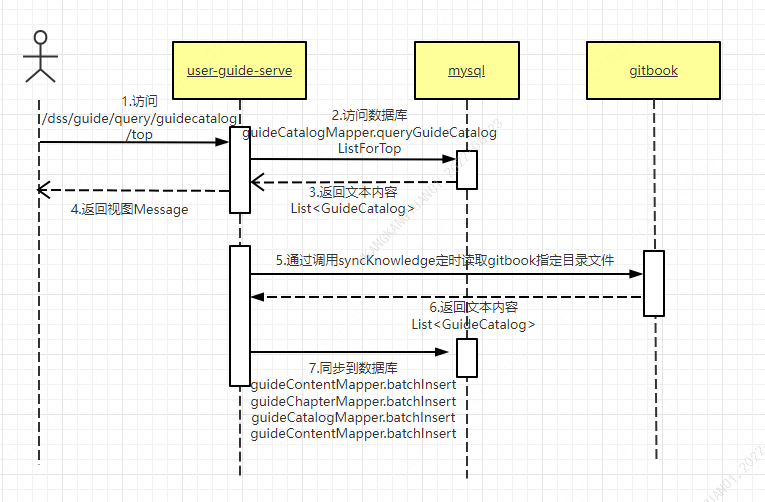 user-guide-serve
mysql
gitbook
1.访问
/dss/guide/query/guidecatalog
/top
2.访问数据库
guideCatalogMapper.queryGuideCatalog
ListForTop
3.返回文本内容
List<GuideCatalog>
4.返回视图Message
5.通过调用syncKnowledge定时读取gitbook指定目录文件
6.返回文本内容
List<GuideCatalog>
7.同步到数据库
guideContentMapper.batchInsert
guideChapterMapper.batchInsert
guideCatalogMapper.batchInsert
guideContentMapper.batchInsert